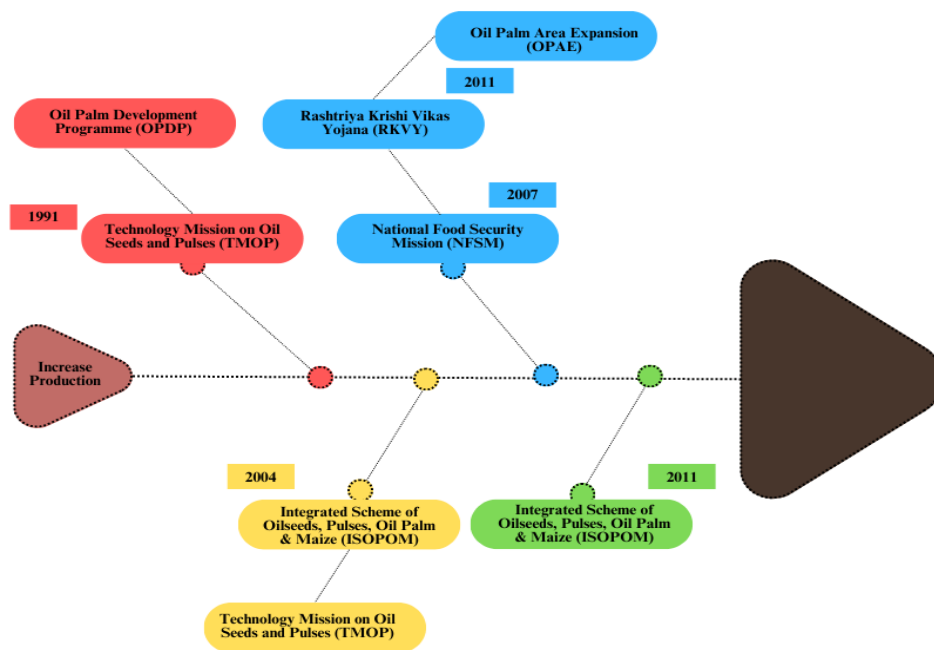 Oil Palm Area Expansion
(OPAE)
2011
Rashtriya Krishi Vikas
Yojana (RKVY)
Oil Palm Development
Programme (OPDP)
2007
1991
Technology Mission on Oil
Seeds and Pulses (TMOP)
National Food Security
Mission (NFSM)
Increase
Production
2004
2011
Integrated Scheme of
Oilseeds, Pulses, Oil Palm
& Maize (ISOPOM)
Integrated Scheme of
Oilseeds, Pulses, Oil Palm
& Maize (ISOPOM)
Technology Mission on Oil
Seeds and Pulses (TMOP)